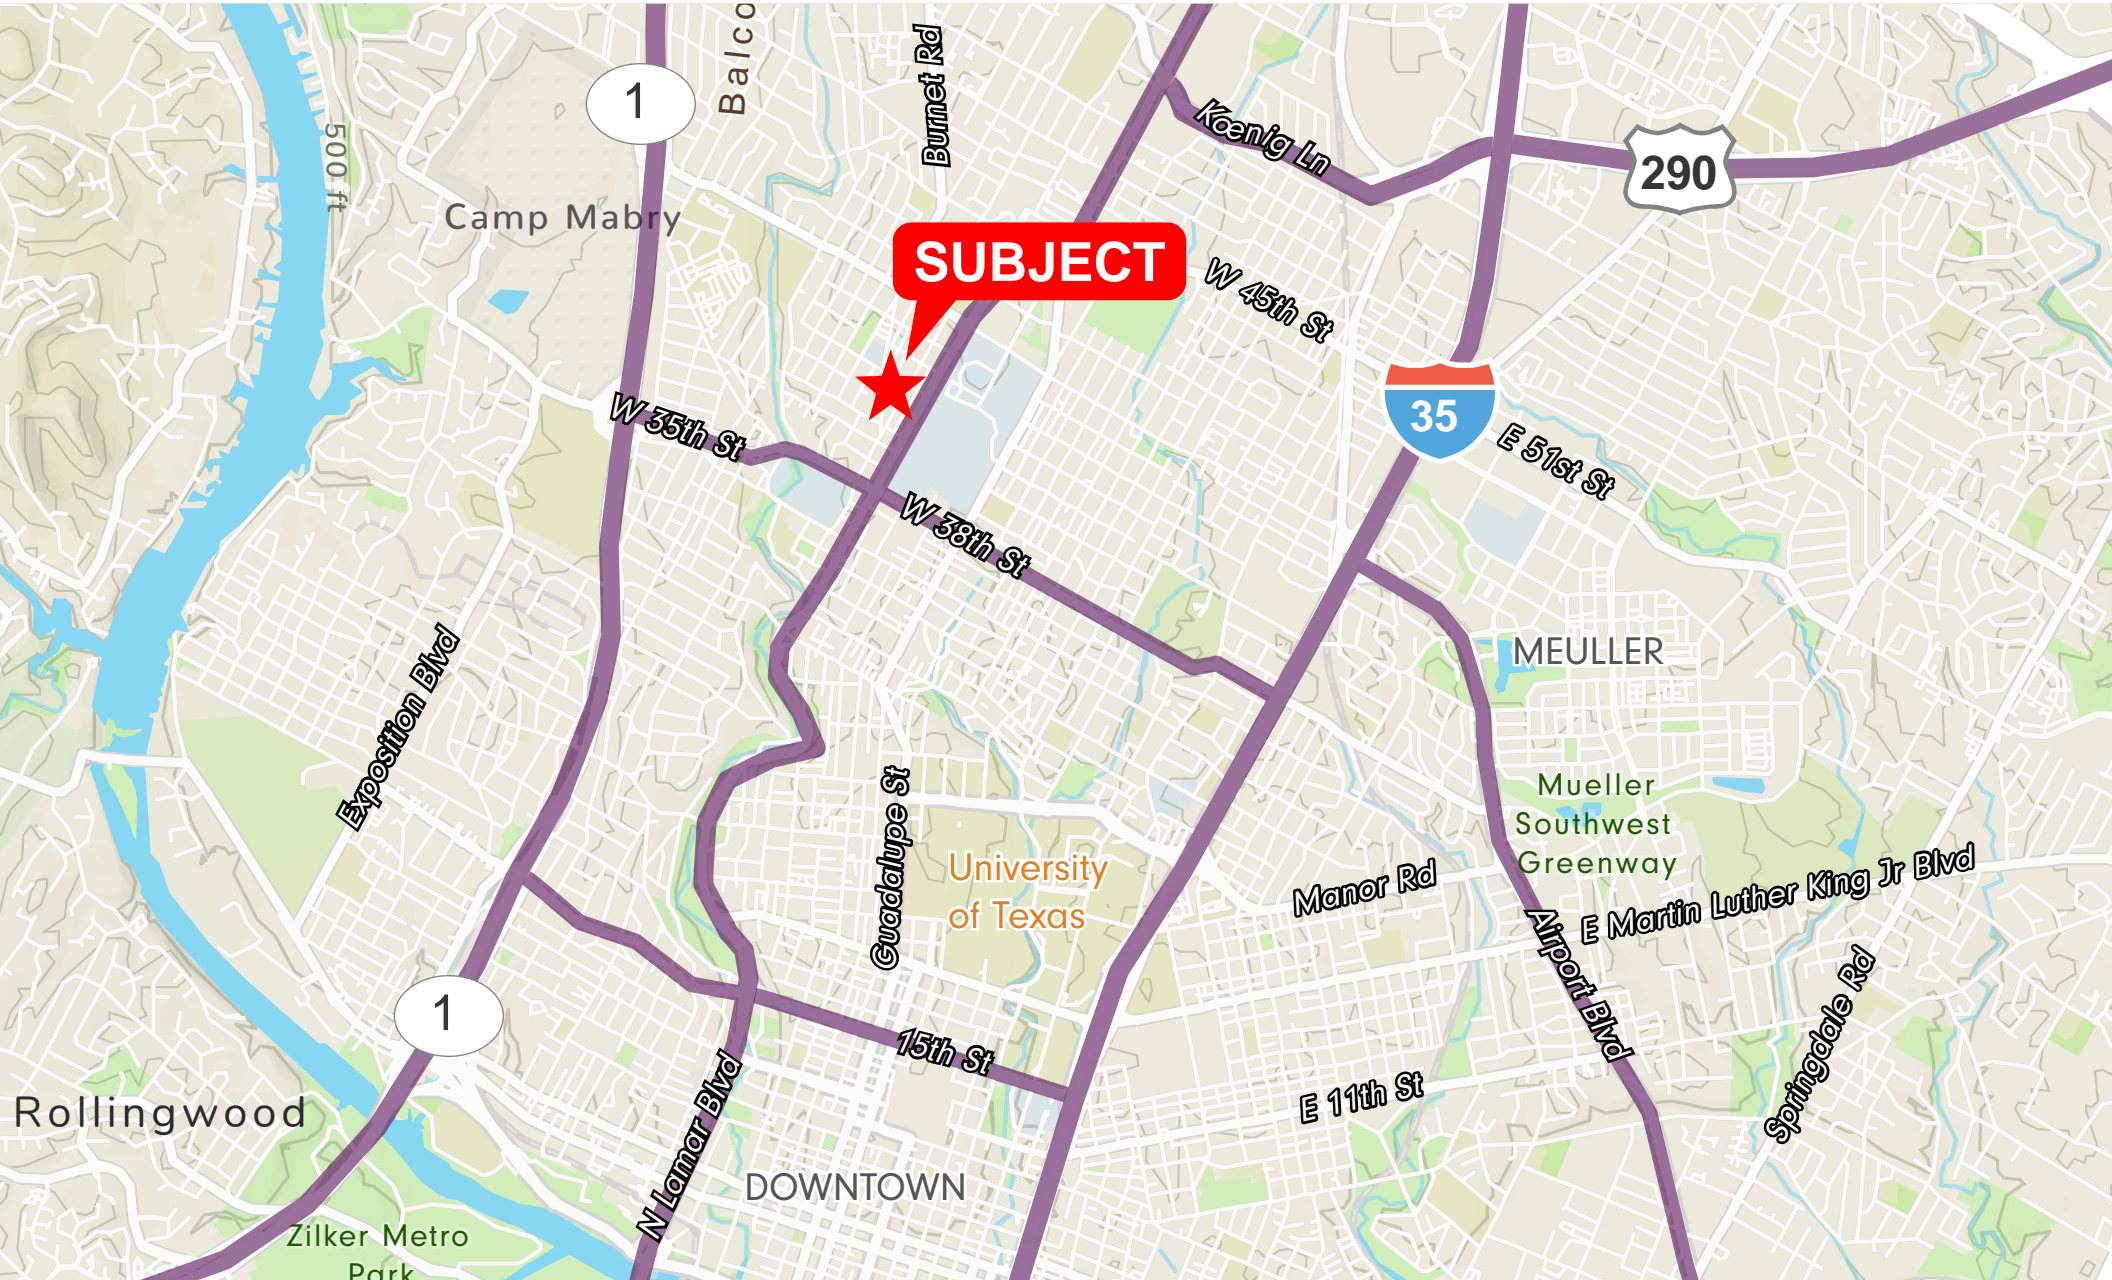 Balco
Burnet Rd
1
500 ft
Koenig Ln
290
Camp Mabry
SUBJECT
W 45th St
35
W 35th St
E 51st St
W 38th St
MEULLER
Exposition Blvd
Mueller
Southwest
Greenway
Guadalupe St
University
of Texas
Manor Rd
E Martin Luther King Jr Blvd
Airport Blvd
1
Springdale Rd
15th St
E 11th St
Rollingwood
N Lamar Blvd
DOWNTOWN
Zilker Metro
Park